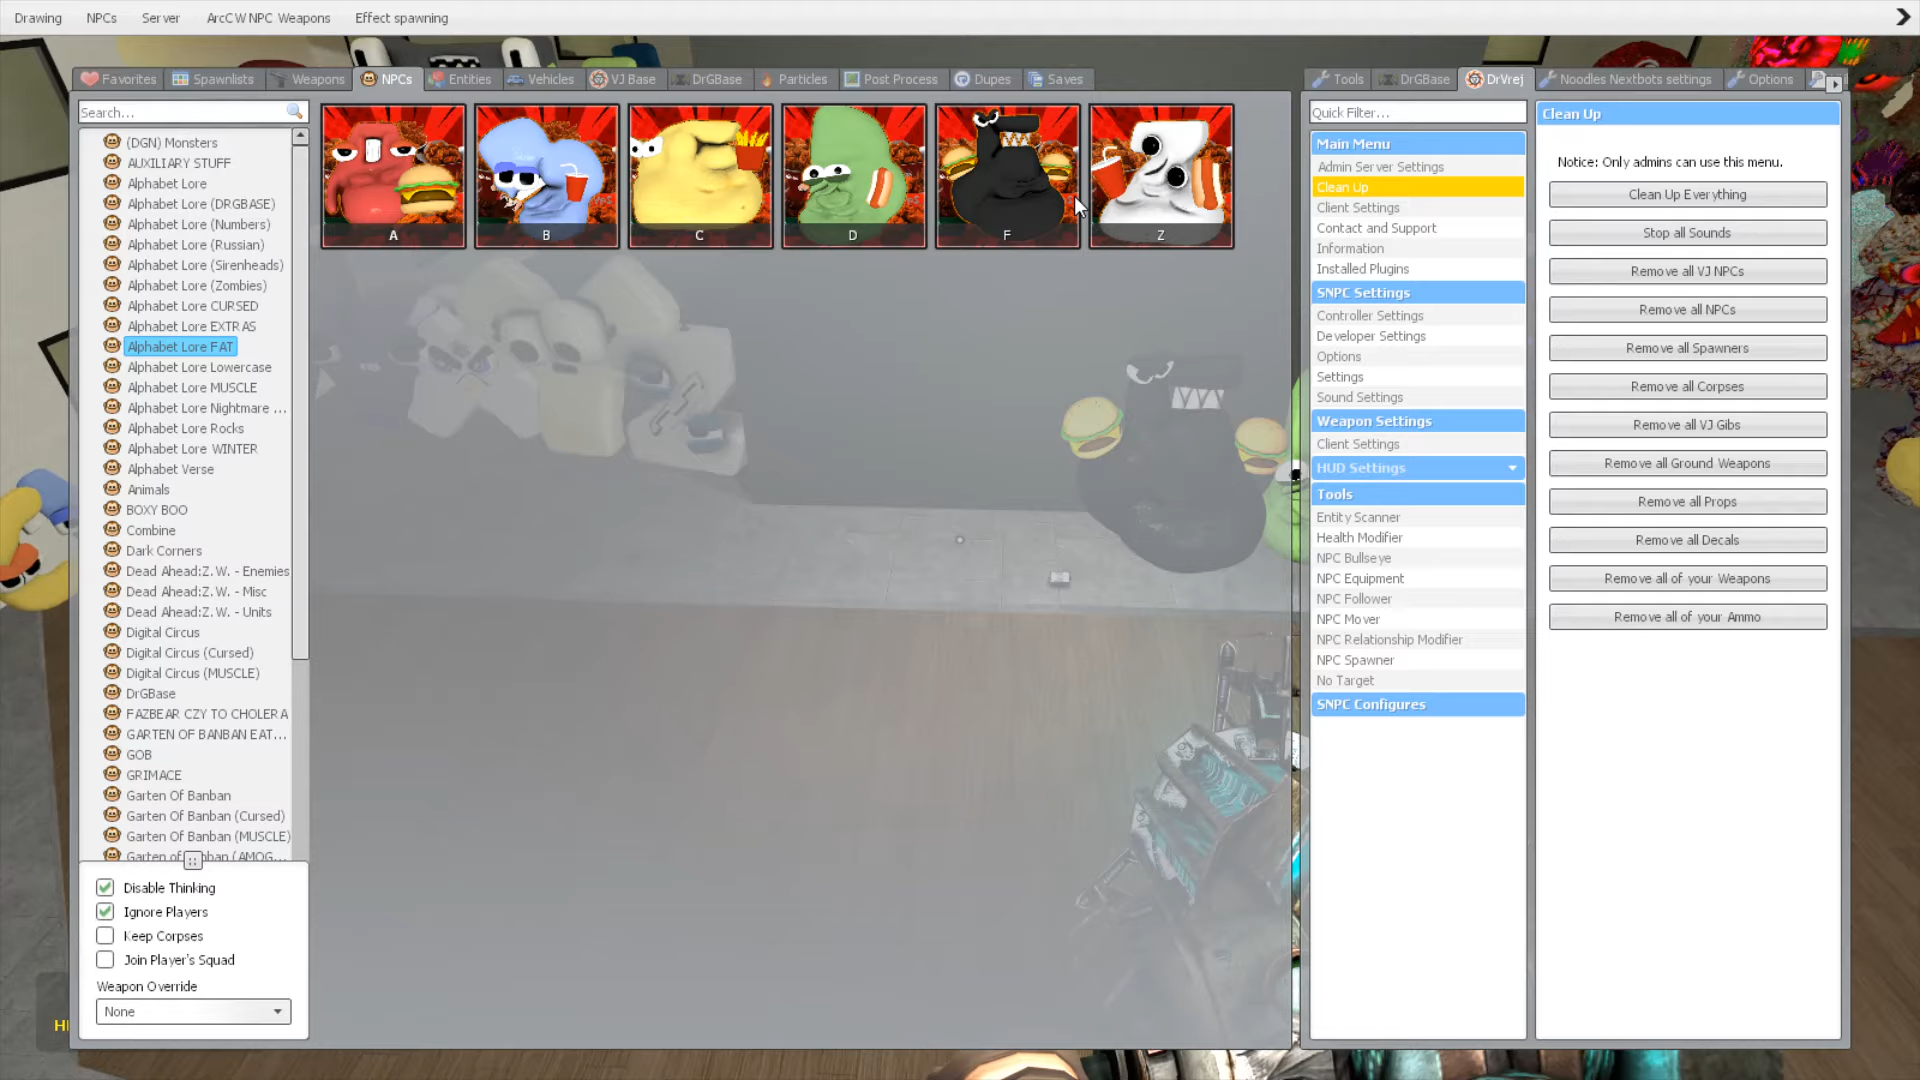 Drawing NPCs Server ArcCW NPC Weapons Effect spawning
Favorites Spawnlists Weapons NPCs Entities Vehicles VJ Base DrGBase Particles Post Process Dupes Saves
Search...
(DGN) Monsters
AUXILIARY STUFF
Alphabet Lore
Alphabet Lore (DRGBASE)
Alphabet Lore (Numbers)
Alphabet Lore (Russian)
Alphabet Lore (Sirenheads)
Alphabet Lore (Zombies)
Alphabet Lore CURSED
Alphabet Lore EXTRAS
Alphabet Lore FAT
Alphabet Lore Lowercase
Alphabet Lore MUSCLE
Alphabet Lore Nightmare ...
Alphabet Lore Rocks
Alphabet Lore WINTER
Alphabet Verse
Animals
BOXY BOO
Combine
Dark Corners
Dead Ahead:Z.W. - Enemies
Dead Ahead:Z.W. - Misc
Dead Ahead:Z.W. - Units
Digital Circus
Digital Circus (Cursed)
Digital Circus (MUSCLE)
DrGBase
FAZBEAR CZY TO CHOLERA
GARTEN OF BANBAN EAT...
GOB
GRIMACE
Garten Of Banban
Garten Of Banban (Cursed)
Garten Of Banban (MUSCLE)
Garten of Banban (AMOG...
Disable Thinking
Ignore Players
Keep Corpses
Join Player's Squad
Weapon Override
None
A B C D F Z
Tools DrGBase DrVrej Noodles Nextbots settings Options
Quick Filter...
Main Menu
Admin Server Settings
Clean Up
Client Settings
Contact and Support
Information
Installed Plugins
SNPC Settings
Controller Settings
Developer Settings
Options
Settings
Sound Settings
Weapon Settings
Client Settings
HUD Settings
Tools
Entity Scanner
Health Modifier
NPC Bullseye
NPC Equipment
NPC Follower
NPC Mover
NPC Relationship Modifier
NPC Spawner
No Target
SNPC Configures
Clean Up
Notice: Only admins can use this menu.
Clean Up Everything
Stop all Sounds
Remove all VJ NPCs
Remove all NPCs
Remove all Spawners
Remove all Corpses
Remove all VJ Gibs
Remove all Ground Weapons
Remove all Props
Remove all Decals
Remove all of your Weapons
Remove all of your Ammo